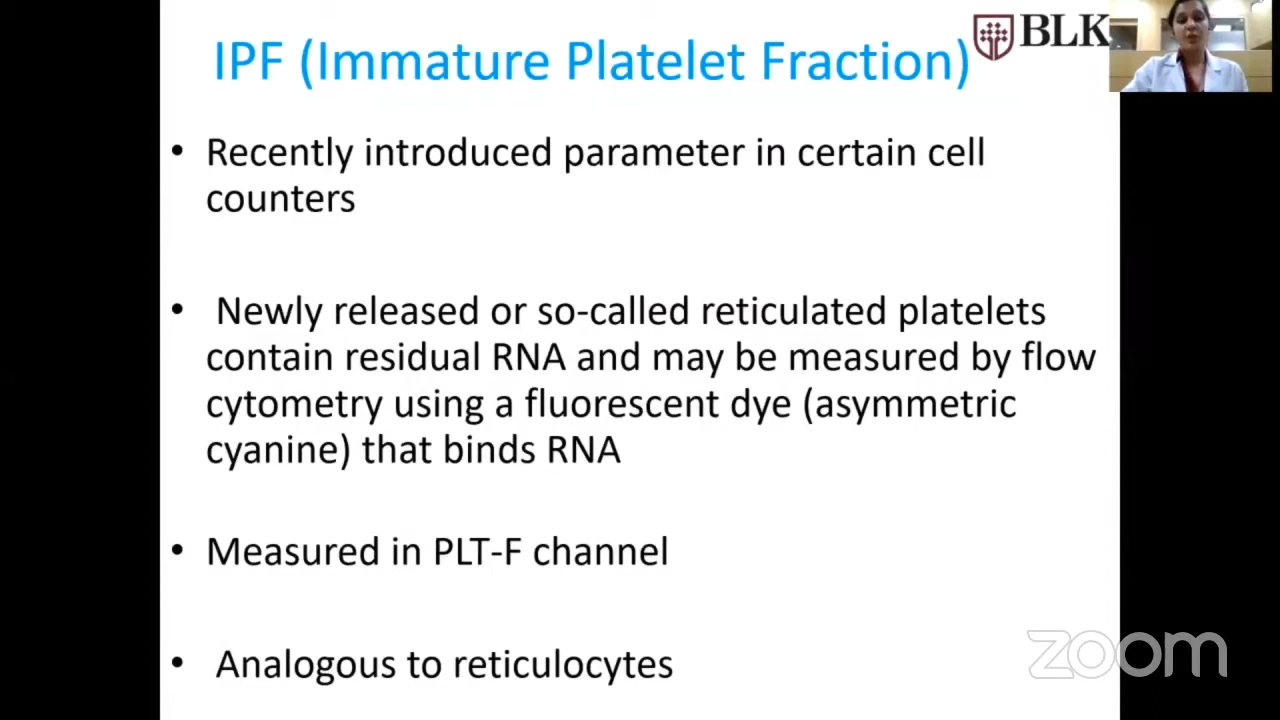 IPF (Immature Platelet Fraction)
BLK
• Recently introduced parameter in certain cell
counters
• Newly released or so-called reticulated platelets
contain residual RNA and may be measured by flow
cytometry using a fluorescent dye (asymmetric
cyanine) that binds RNA
• Measured in PLT-F channel
• Analogous to reticulocytes
zoom